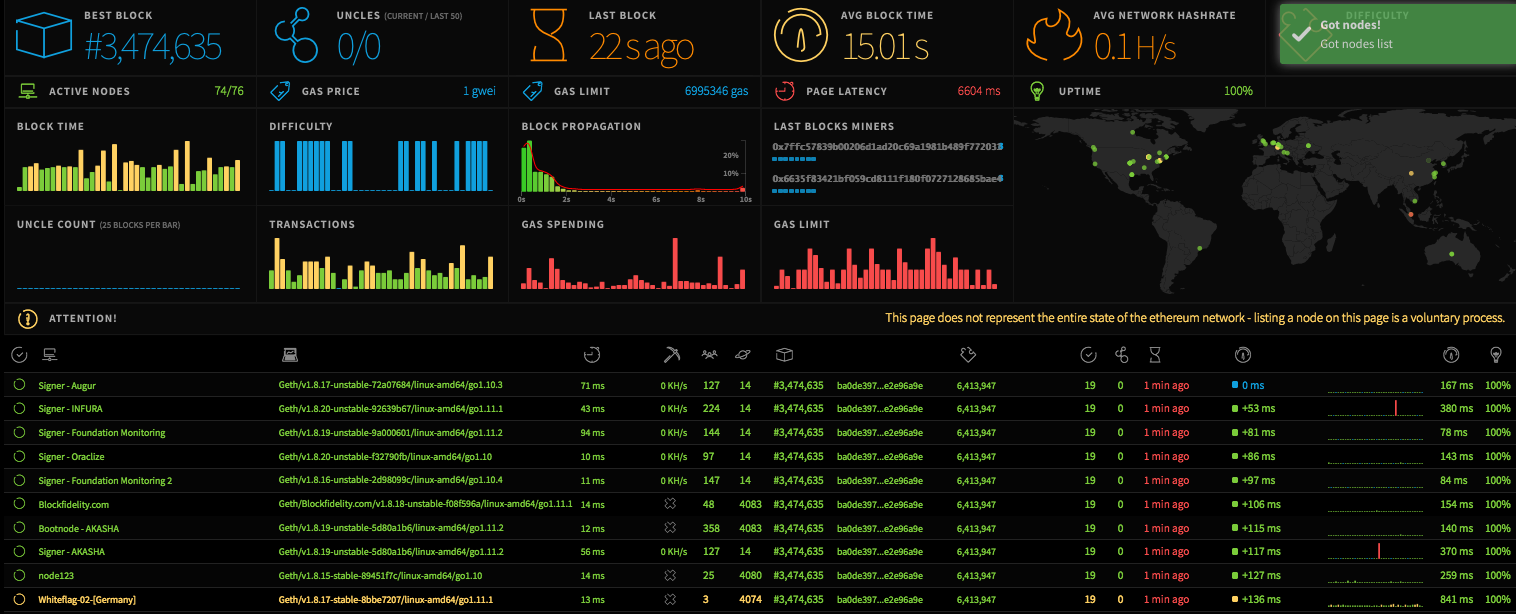 BEST BLOCK
#3,474,635
UNCLES (CURRENT / LAST 50)
0/0
LAST BLOCK
22 s ago
AVG BLOCK TIME
15.01 s
AVG NETWORK HASHRATE
0.1 H/s
DIFFICULTY
Got nodes!
Got nodes list
ACTIVE NODES 74/76
GAS PRICE 1 gwei
GAS LIMIT 6995346 gas
PAGE LATENCY 6604 ms
UPTIME 100%
BLOCK TIME
DIFFICULTY
BLOCK PROPAGATION
20%
10%
0s 2s 4s 6s 8s 10s
LAST BLOCKS MINERS
UNCLE COUNT (25 BLOCKS PER BAR)
TRANSACTIONS
GAS SPENDING
GAS LIMIT
ATTENTION!
This page does not represent the entire state of the ethereum network - listing a node on this page is a voluntary process.
Signer - Augur Geth/v1.8.17-unstable-72a07684/linux-amd64/go1.10.3 71 ms 0 KH/s 127 14 #3,474,635 ba0de397...e2e96a9e 6,413,947 19 0 1 min ago 0 ms 167 ms 100%
Signer - INFURA Geth/v1.8.20-unstable-92639b67/linux-amd64/go1.11.1 43 ms 0 KH/s 224 14 #3,474,635 ba0de397...e2e96a9e 6,413,947 19 0 1 min ago +53 ms 380 ms 100%
Signer - Foundation Monitoring Geth/v1.8.19-unstable-9a000601/linux-amd64/go1.11.2 94 ms 0 KH/s 144 14 #3,474,635 ba0de397...e2e96a9e 6,413,947 19 0 1 min ago +81 ms 78 ms 100%
Signer - Oraclize Geth/v1.8.20-unstable-f32790fb/linux-amd64/go1.10 10 ms 0 KH/s 97 14 #3,474,635 ba0de397...e2e96a9e 6,413,947 19 0 1 min ago +86 ms 143 ms 100%
Signer - Foundation Monitoring 2 Geth/v1.8.16-unstable-2d98099c/linux-amd64/go1.10.4 11 ms 0 KH/s 147 14 #3,474,635 ba0de397...e2e96a9e 6,413,947 19 0 1 min ago +97 ms 84 ms 100%
Blockfidelity.com Geth/Blockfidelity.com/v1.8.18-unstable-f08f596a/linux-amd64/go1.11.1 14 ms 48 4083 #3,474,635 ba0de397...e2e96a9e 6,413,947 19 0 1 min ago +106 ms 154 ms 100%
Bootnode - AKASHA Geth/v1.8.19-unstable-5d80a1b6/linux-amd64/go1.11.2 12 ms 358 4083 #3,474,635 ba0de397...e2e96a9e 6,413,947 19 0 1 min ago +115 ms 140 ms 100%
Signer - AKASHA Geth/v1.8.19-unstable-5d80a1b6/linux-amd64/go1.11.2 56 ms 0 KH/s 127 14 #3,474,635 ba0de397...e2e96a9e 6,413,947 19 0 1 min ago +117 ms 370 ms 100%
node123 Geth/v1.8.15-stable-89451f7c/linux-amd64/go1.10 14 ms 25 4080 #3,474,635 ba0de397...e2e96a9e 6,413,947 19 0 1 min ago +127 ms 259 ms 100%
Whiteflag-02-[Germany] Geth/v1.8.17-stable-8bbe7207/linux-amd64/go1.11.1 13 ms 3 4074 #3,474,635 ba0de397...e2e96a9e 6,413,947 19 0 1 min ago +136 ms 841 ms 100%